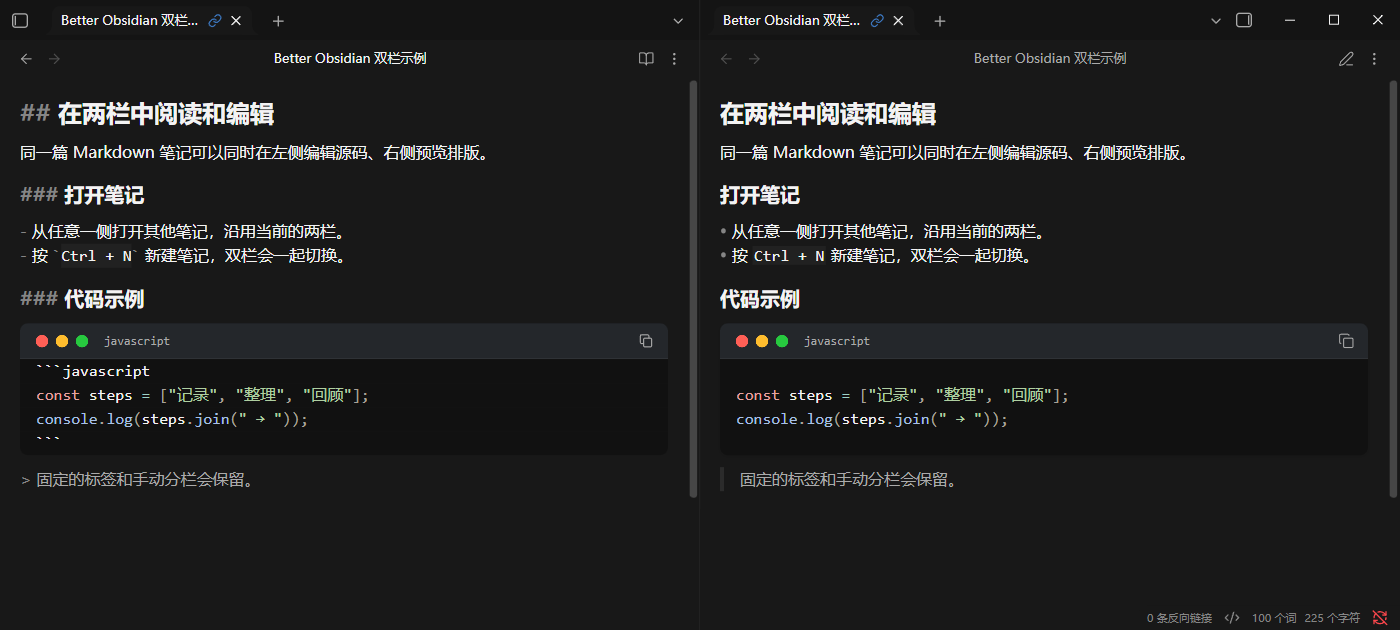 Better Obsidian 双栏...
Better Obsidian 双栏...
Better Obsidian 双栏示例
Better Obsidian 双栏示例
## 在两栏中阅读和编辑
同一篇 Markdown 笔记可以同时在左侧编辑源码、右侧预览排版。
### 打开笔记
- 从任意一侧打开其他笔记，沿用当前的两栏。
- 按 `Ctrl + N` 新建笔记，双栏会一起切换。
### 代码示例
javascript
```javascript
const steps = ["记录", "整理", "回顾"];
console.log(steps.join(" → "));
```
> 固定的标签和手动分栏会保留。
在两栏中阅读和编辑
同一篇 Markdown 笔记可以同时在左侧编辑源码、右侧预览排版。
打开笔记
• 从任意一侧打开其他笔记，沿用当前的两栏。
• 按 Ctrl + N 新建笔记，双栏会一起切换。
代码示例
javascript
const steps = ["记录", "整理", "回顾"];
console.log(steps.join(" → "));
固定的标签和手动分栏会保留。
0 条反向链接 </> 100 个词 225 个字符